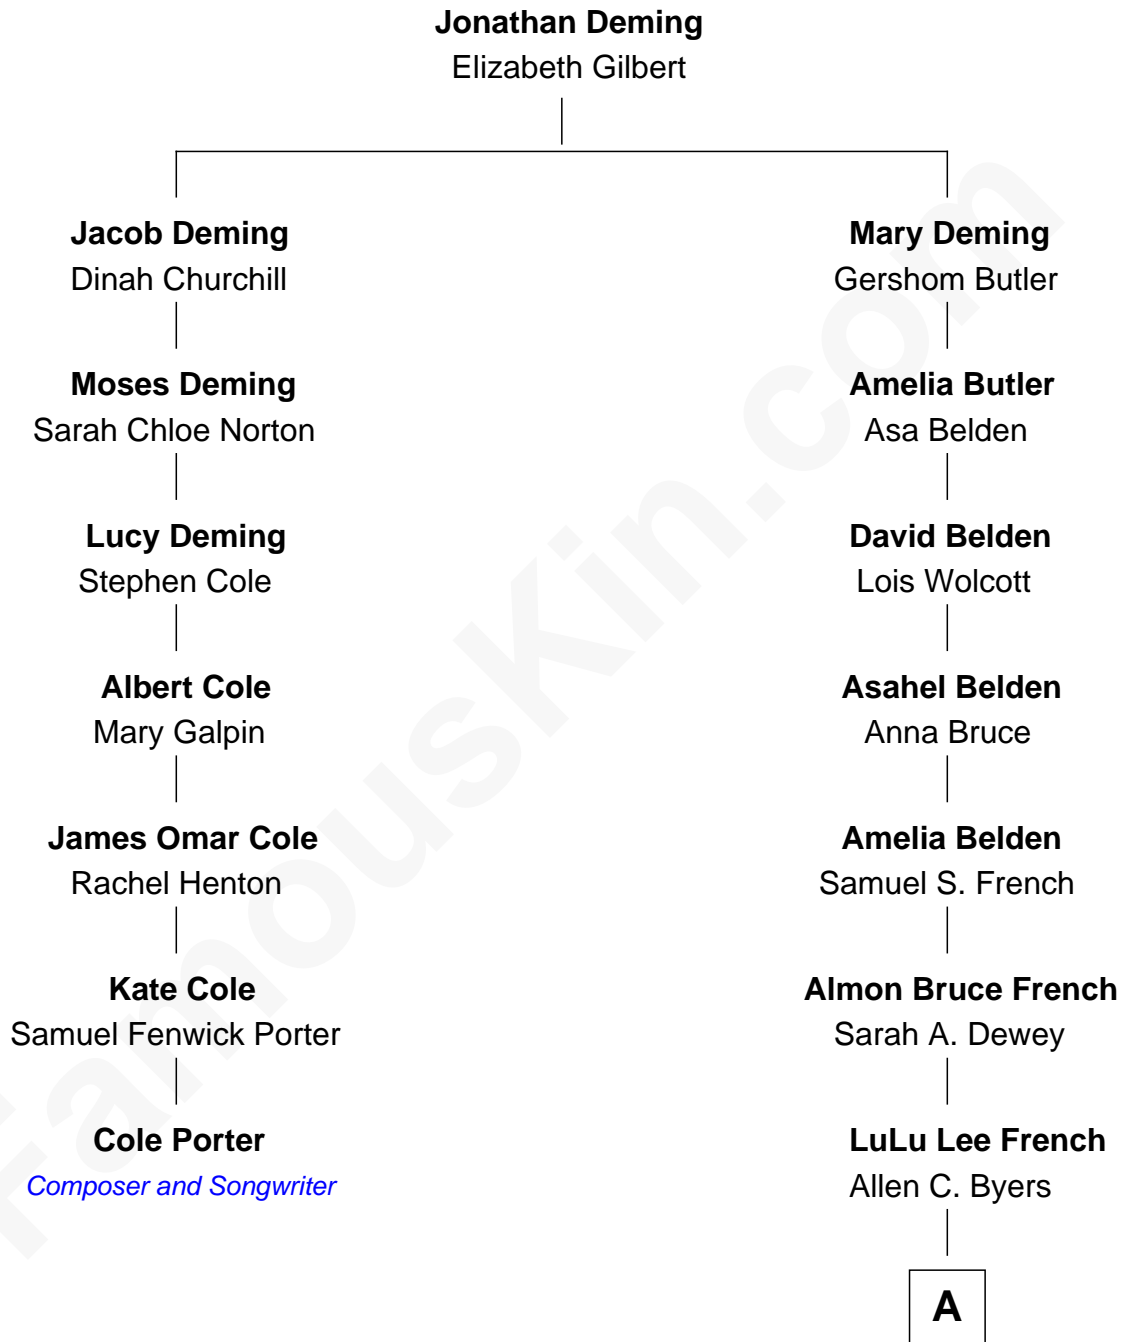 Jonathan Deming
Elizabeth Gilbert
Jacob Deming
Dinah Churchill
Mary Deming
Gershom Butler
Moses Deming
Sarah Chloe Norton
Amelia Butler
Asa Belden
Lucy Deming
Stephen Cole
David Belden
Lois Wolcott
Albert Cole
Mary Galpin
Asahel Belden
Anna Bruce
James Omar Cole
Rachel Henton
Amelia Belden
Samuel S. French
Kate Cole
Samuel Fenwick Porter
Almon Bruce French
Sarah A. Dewey
Cole Porter
Composer and Songwriter
LuLu Lee French
Allen C. Byers
A
FamousKin.com